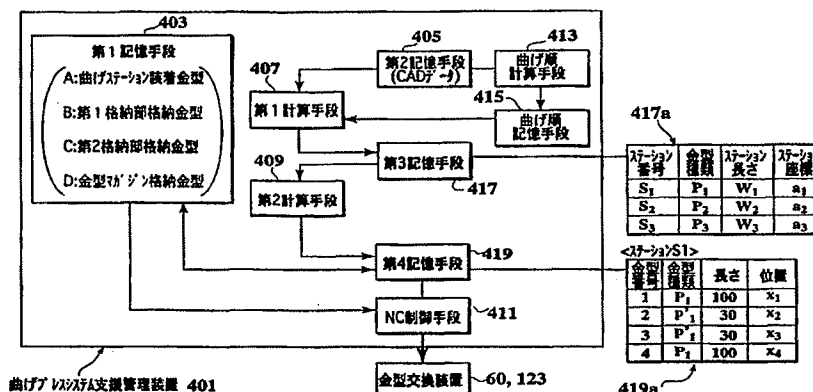 403
第1記憶手段
A:曲げステーション装着金型
B:第1格納部格納金型
C:第2格納部格納金型
D:金型マガジン格納金型
405
第2記憶手段
(CADデータ)
413
曲げ順
計算手段
407
第1計算手段
415
曲げ順
記憶手段
409
第2計算手段
第3記憶手段
417
419
第4記憶手段
NC制御手段
411
曲げプレスシステム支援管理装置 401
金型交換装置
60, 123
417a
ステーション番号 金型種類 ステーション長さ ステーション座標
S1 P1 W1 a1
S2 P2 W2 a2
S3 P3 W3 a3
<ステーションS1>
金型番号 金型種類 長さ 位置
1 P1 100 x1
2 P'1 30 x2
3 P'1 30 x3
4 P1 100 x4
419a